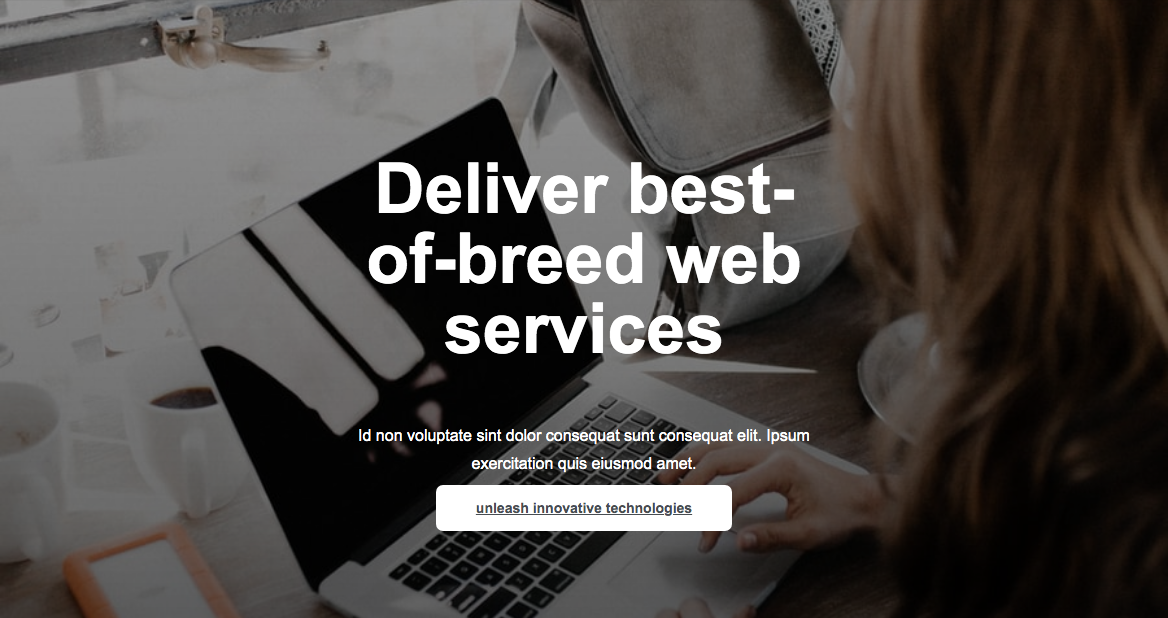 Deliver best-
of-breed web
services
Id non voluptate sint dolor consequat sunt consequat elit. Ipsum
exercitation quis eiusmod amet.
unleash innovative technologies